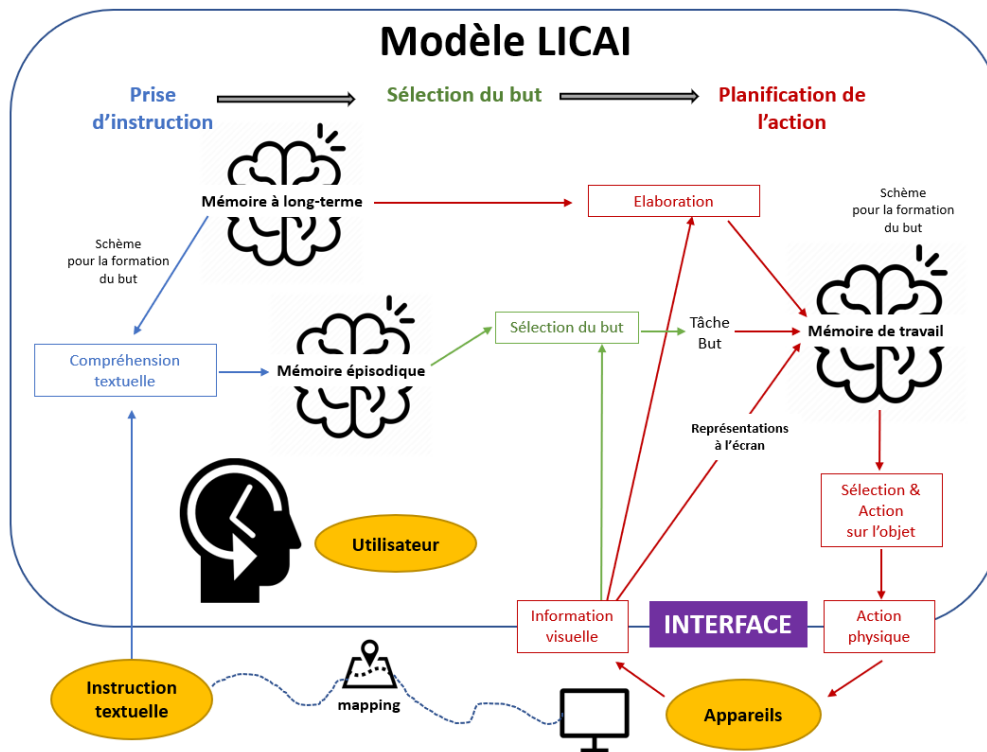 Modèle LICAI
Prise
d’instruction
Sélection du but
Planification de
l’action
Mémoire à long-terme
Elaboration
Schème
pour la formation
du but
Schème
pour la formation
du but
Sélection du but
Tâche
But
Mémoire de travail
Compréhension
textuelle
Mémoire épisodique
Représentations
à l’écran
Sélection &
Action
sur l’objet
Utilisateur
Information
visuelle
INTERFACE
Action
physique
Instruction
textuelle
mapping
Appareils